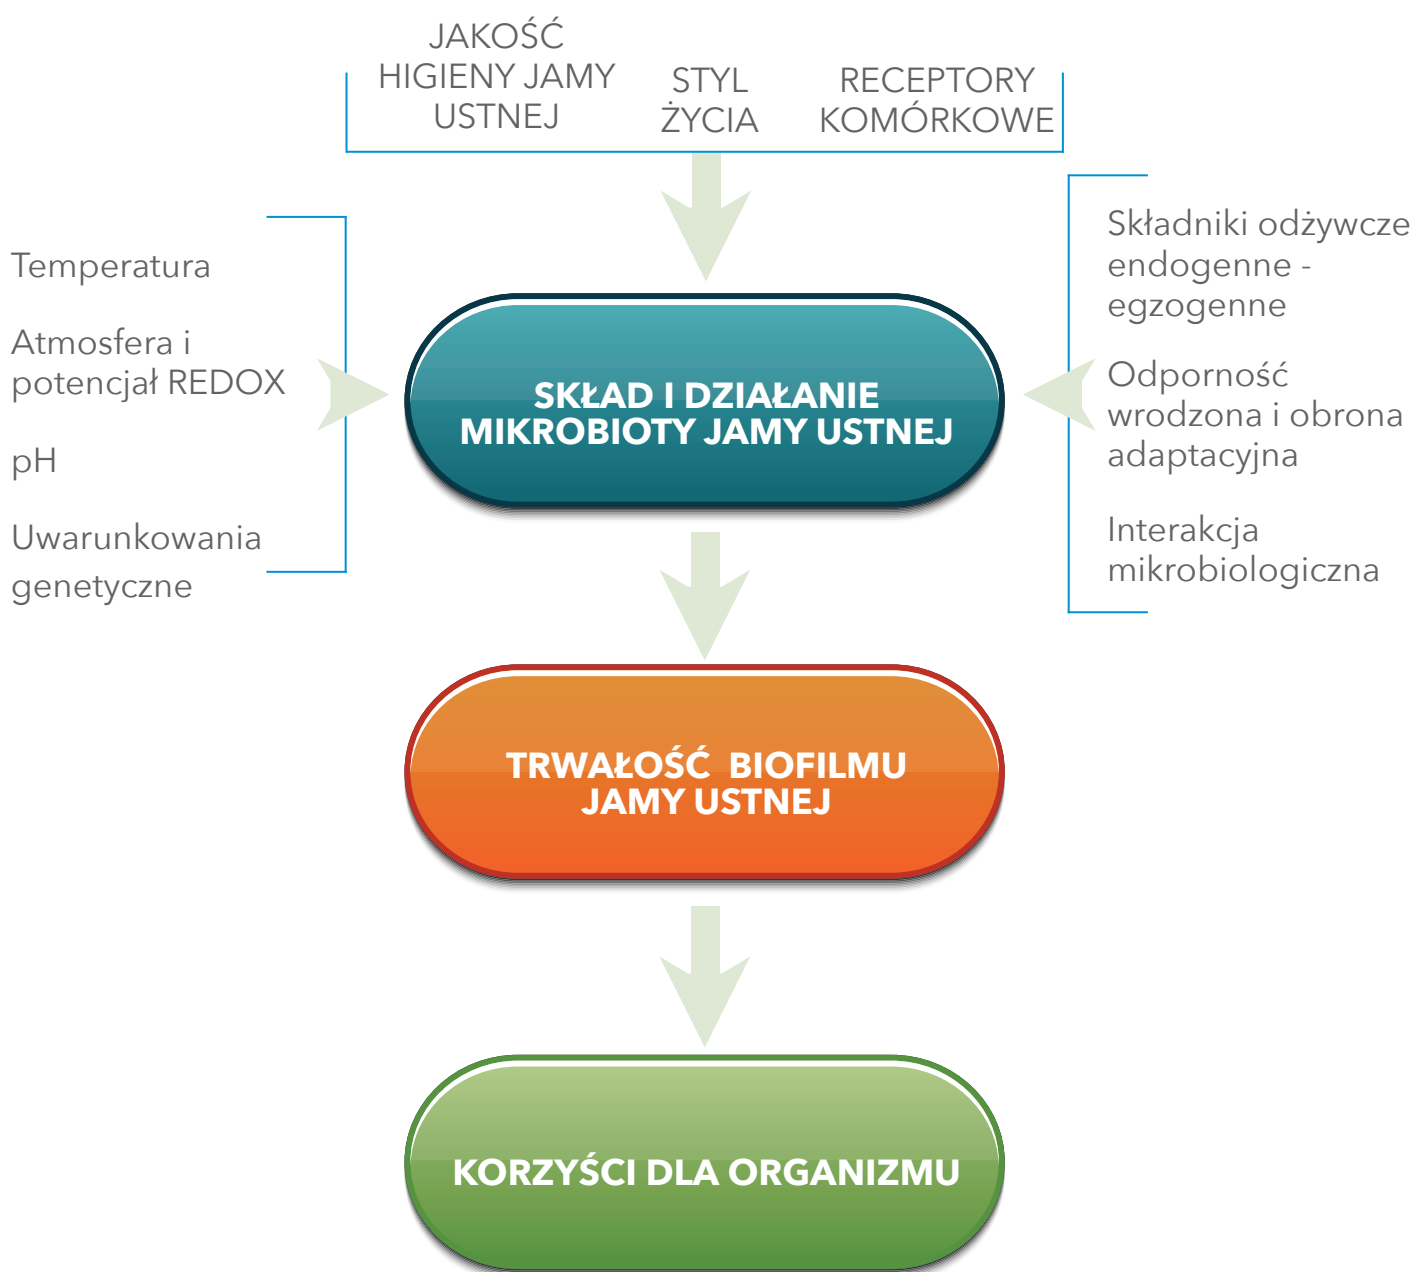 JAKOŚĆ
HIGIENY JAMY
USTNEJ
STYL
ŻYCIA
RECEPTORY
KOMÓRKOWE
Temperatura
Atmosfera i
potencjał REDOX
pH
Uwarunkowania
genetyczne
Składniki odżywcze
endogenne -
egzogenne
Odporność
wrodzona i obrona
adaptacyjna
Interakcja
mikrobiologiczna
SKŁAD I DZIAŁANIE
MIKROBIOTY JAMY USTNEJ
TRWAŁOŚĆ BIOFILMU
JAMY USTNEJ
KORZYŚCI DLA ORGANIZMU